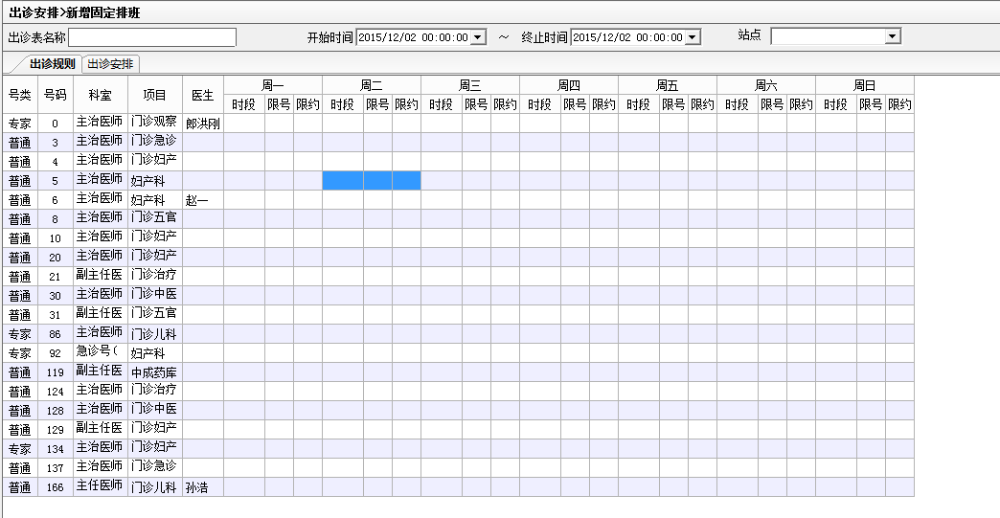 出诊安排>新增固定排班
出诊表名称 开始时间 2015/12/02 00:00:00 ～ 终止时间 2015/12/02 00:00:00 站点
出诊规则 出诊安排
号类 号码 科室 项目 医生 周一 周二 周三 周四 周五 周六 周日
时段 限号 限约 时段 限号 限约 时段 限号 限约 时段 限号 限约 时段 限号 限约 时段 限号 限约 时段 限号 限约
专家 0 主治医师 门诊观察 郎洪刚
普通 3 主治医师 门诊急诊
普通 4 主治医师 门诊妇产
普通 5 主治医师 妇产科
普通 6 主治医师 妇产科 赵一
普通 8 主治医师 门诊五官
普通 10 主治医师 门诊妇产
普通 20 主治医师 门诊妇产
普通 21 副主任医 门诊治疗
普通 30 主治医师 门诊中医
普通 31 副主任医 门诊五官
专家 86 主治医师 门诊儿科
专家 92 急诊号( 妇产科
普通 119 副主任医 中成药库
普通 124 主治医师 门诊治疗
普通 128 主治医师 门诊中医
普通 129 副主任医 门诊妇产
专家 134 主治医师 门诊妇产
普通 137 主治医师 门诊急诊
普通 166 主任医师 门诊儿科 孙浩